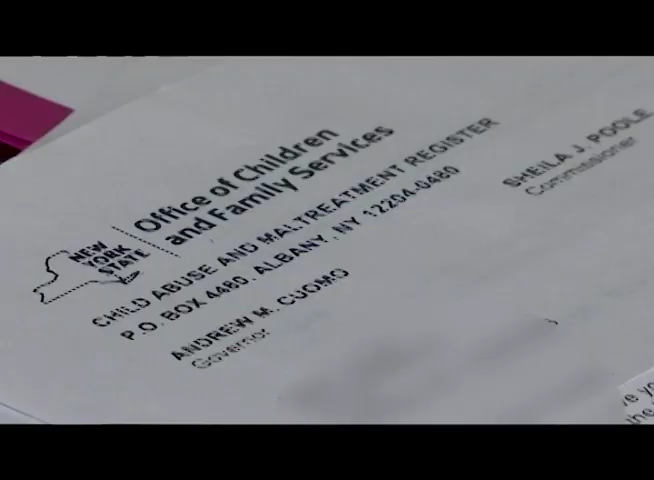 NEW
YORK
STATE
Office of Children
and Family Services
CHILD ABUSE AND MALTREATMENT REGISTER
P.O. BOX 4480, ALBANY, NY 12204-0480
ANDREW M. CUOMO
Governor
SHEILA J. POOLE
Commissioner